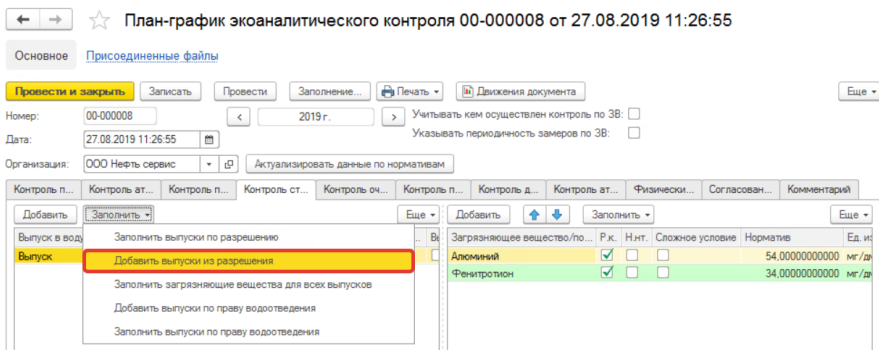 План-график экоаналитического контроля 00-000008 от 27.08.2019 11:26:55
Основное Присоединенные файлы
Провести и закрыть Записать Провести Заполнение... Печать Движения документа Еще
Номер: 00-000008 < 2019 г. > Учитывать кем осуществлен контроль по ЗВ:
Дата: 27.08.2019 11:26:55 Указывать периодичность замеров по ЗВ:
Организация: ООО Нефть сервис Актуализировать данные по нормативам
Контроль п... Контроль ат... Контроль п... Контроль ст... Контроль оч... Контроль п... Контроль д... Контроль ат... Физически... Согласован... Комментарий
Добавить Заполнить Еще Добавить Заполнить Еще
Выпуск в воду Заполнить выпуски по разрешению Загрязняющее вещество/по... Р.к. Н.нт. Сложное условие Норматив Ед. из
Выпуск Добавить выпуски из разрешения Алюминий 54,00000000000 мг/дм
Заполнить загрязняющие вещества для всех выпусков Фенитротион 34,00000000000 мг/дм
Добавить выпуски по праву водоотведения
Заполнить выпуски по праву водоотведения